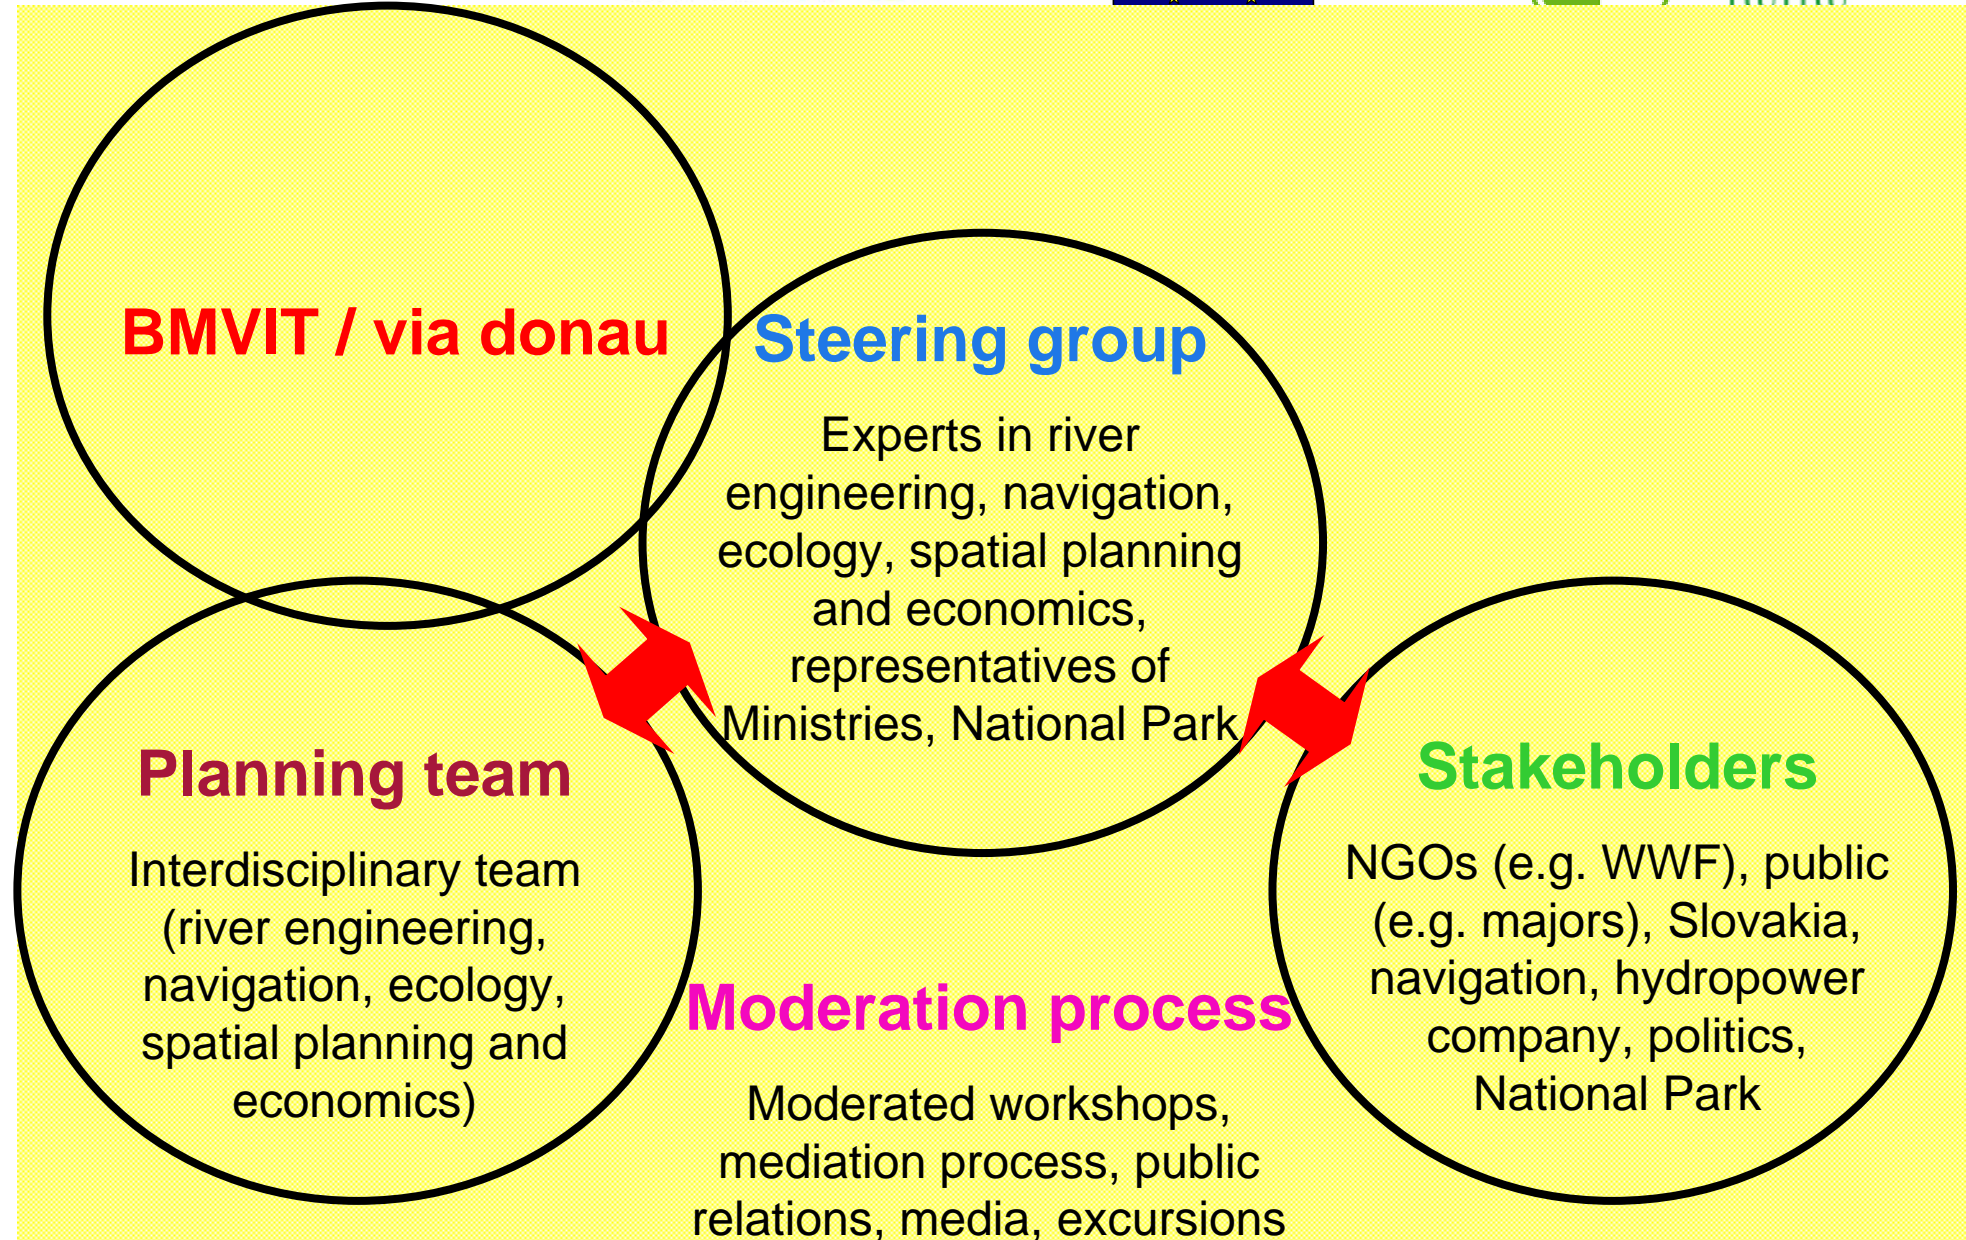 BMVIT / via donau
Steering group
Experts in river
engineering, navigation,
ecology, spatial planning
and economics,
representatives of
Ministries, National Park
Planning team
Interdisciplinary team
(river engineering,
navigation, ecology,
spatial planning and
economics)
Stakeholders
NGOs (e.g. WWF), public
(e.g. majors), Slovakia,
navigation, hydropower
company, politics,
National Park
Moderation process
Moderated workshops,
mediation process, public
relations, media, excursions